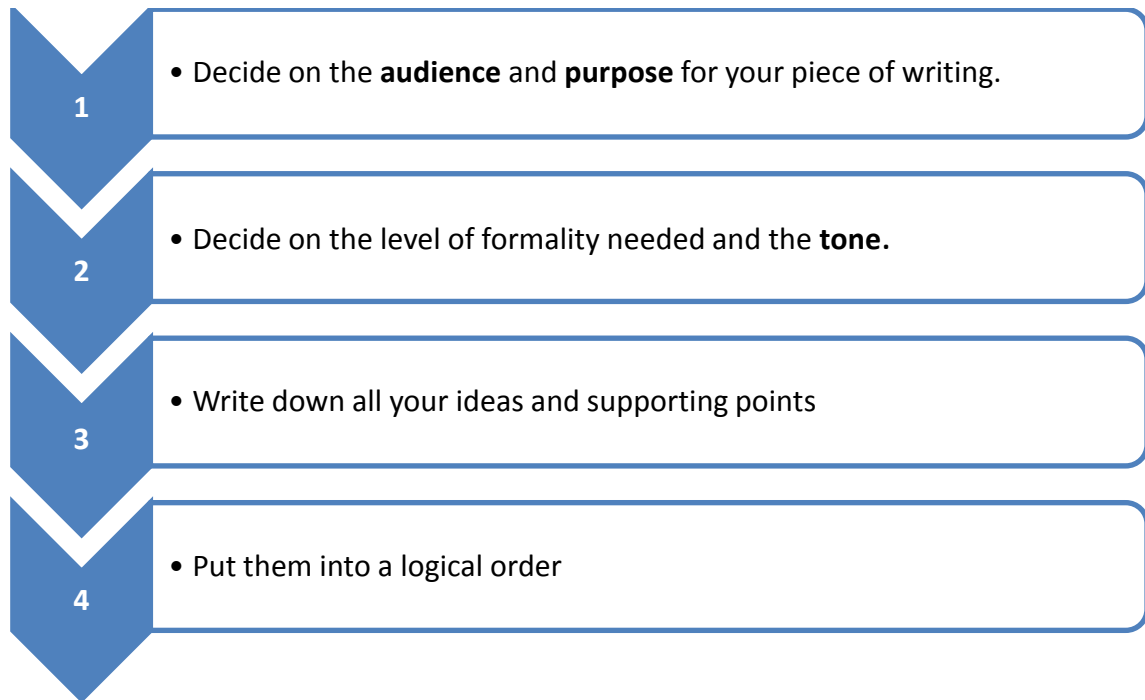 1
• Decide on the audience and purpose for your piece of writing.
2
• Decide on the level of formality needed and the tone.
3
• Write down all your ideas and supporting points
4
• Put them into a logical order